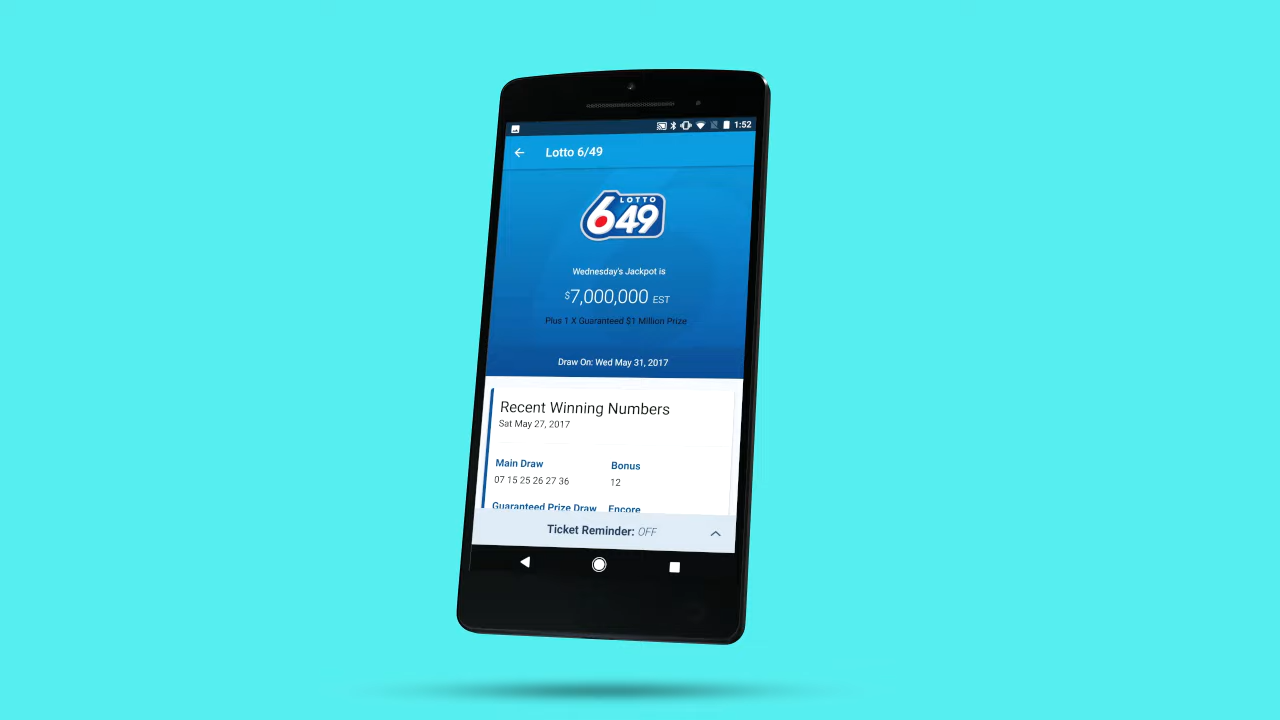 1:52
Lotto 6/49
LOTTO
649
Wednesday's Jackpot is
$7,000,000 EST
Plus 1 X Guaranteed $1 Million Prize
Draw On: Wed May 31, 2017
Recent Winning Numbers
Sat May 27, 2017
Main Draw Bonus
07 15 25 26 27 36 12
Guaranteed Prize Draw Encore
Ticket Reminder: OFF